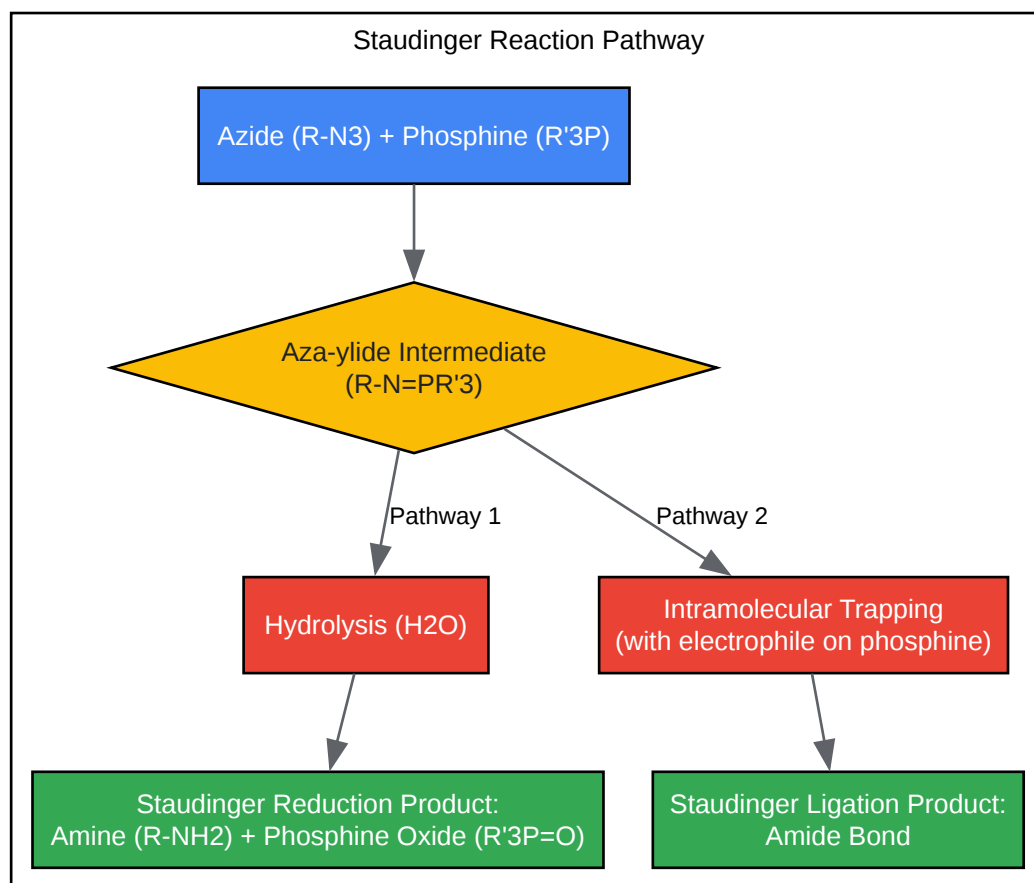 Staudinger Reaction Pathway
Azide (R-N3) + Phosphine (R'3P)
Aza-ylide Intermediate
(R-N=PR'3)
Pathway 1
Pathway 2
Hydrolysis (H2O)
Intramolecular Trapping
(with electrophile on phosphine)
Staudinger Reduction Product:
Amine (R-NH2) + Phosphine Oxide (R'3P=O)
Staudinger Ligation Product:
Amide Bond